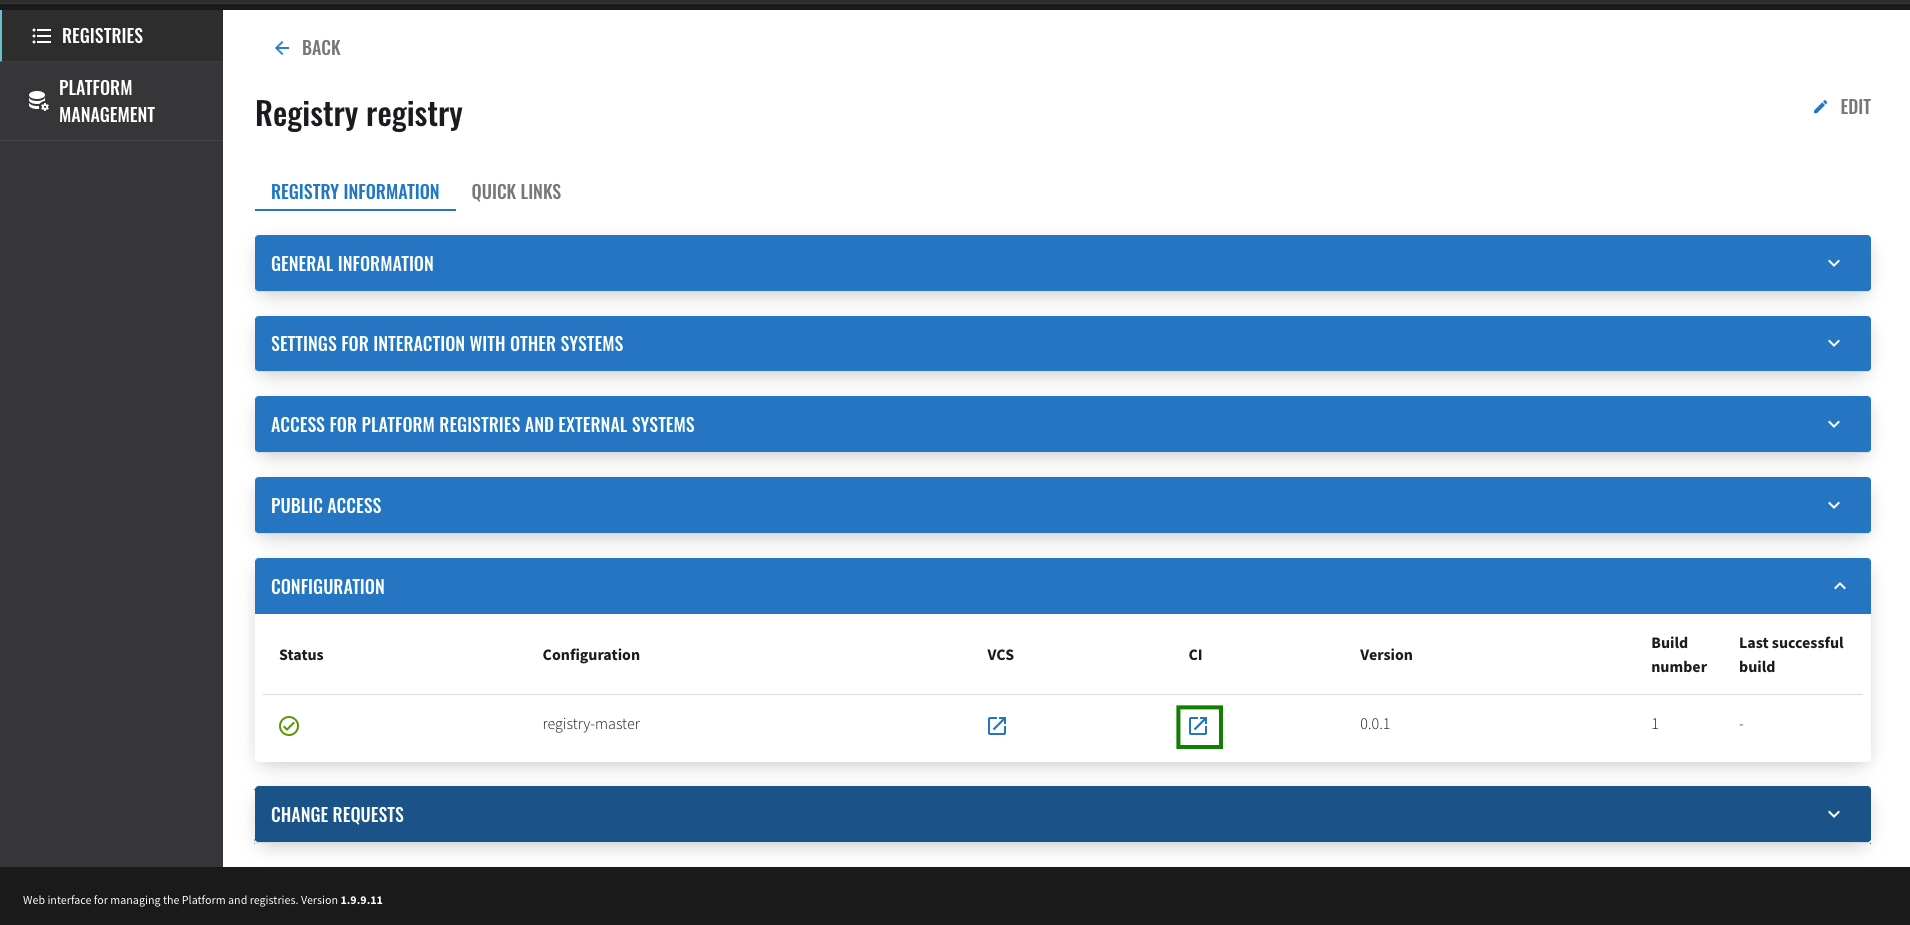 REGISTRIES
PLATFORM
MANAGEMENT
BACK
Registry registry
EDIT
REGISTRY INFORMATION QUICK LINKS
GENERAL INFORMATION
SETTINGS FOR INTERACTION WITH OTHER SYSTEMS
ACCESS FOR PLATFORM REGISTRIES AND EXTERNAL SYSTEMS
PUBLIC ACCESS
CONFIGURATION
Status Configuration VCS CI Version Build number Last successful build
registry-master 0.0.1 1 -
CHANGE REQUESTS
Web interface for managing the Platform and registries. Version 1.9.9.11